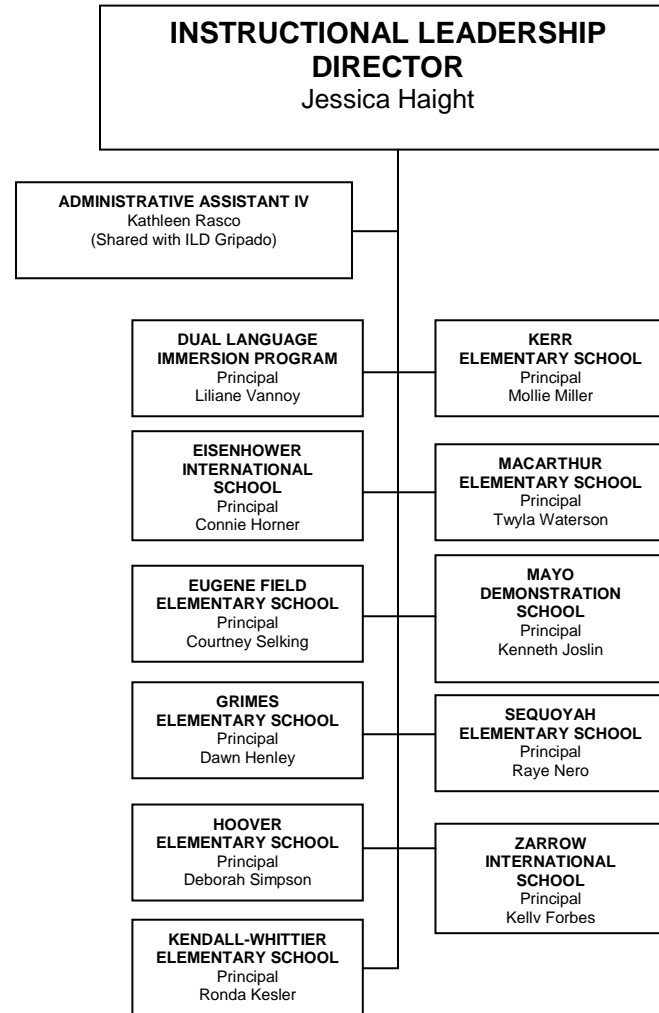 INSTRUCTIONAL LEADERSHIP
DIRECTOR
Jessica Haight
ADMINISTRATIVE ASSISTANT IV
Kathleen Rasco
(Shared with ILD Gripado)
DUAL LANGUAGE
IMMERSION PROGRAM
Principal
Liliane Vannoy
EISENHOWER
INTERNATIONAL
SCHOOL
Principal
Connie Horner
EUGENE FIELD
ELEMENTARY SCHOOL
Principal
Courtney Selking
GRIMES
ELEMENTARY SCHOOL
Principal
Dawn Henley
HOOVER
ELEMENTARY SCHOOL
Principal
Deborah Simpson
KENDALL-WHITTIER
ELEMENTARY SCHOOL
Principal
Ronda Kesler
KERR
ELEMENTARY SCHOOL
Principal
Mollie Miller
MACARTHUR
ELEMENTARY SCHOOL
Principal
Twyla Waterson
MAYO
DEMONSTRATION
SCHOOL
Principal
Kenneth Joslin
SEQUOYAH
ELEMENTARY SCHOOL
Principal
Raye Nero
ZARROW
INTERNATIONAL
SCHOOL
Principal
Kelly Forbes